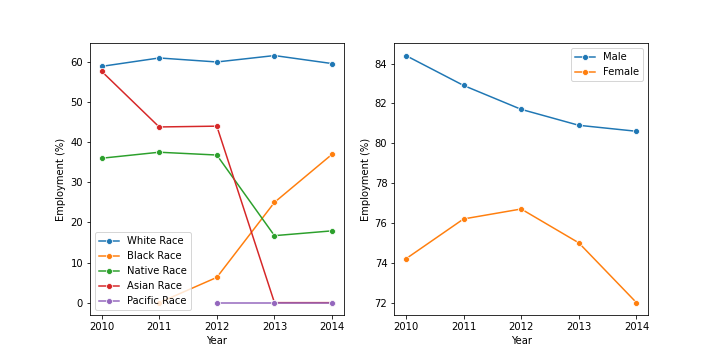 60
50
40
30
20
10
0
Employment (%)
White Race
Black Race
Native Race
Asian Race
Pacific Race
2010 2011 2012 2013 2014
Year
84
82
80
78
76
74
72
Employment (%)
Male
Female
2010 2011 2012 2013 2014
Year